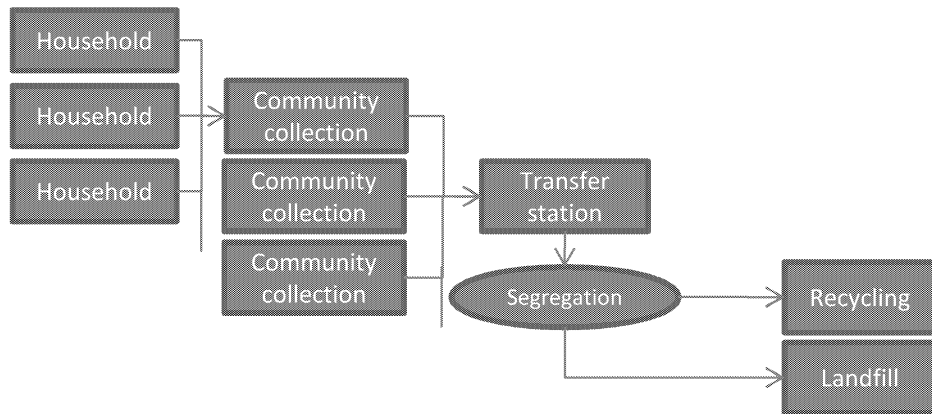 Household
Household
Household
Community
collection
Community
collection
Community
collection
Transfer
station
Segregation
Recycling
Landfill